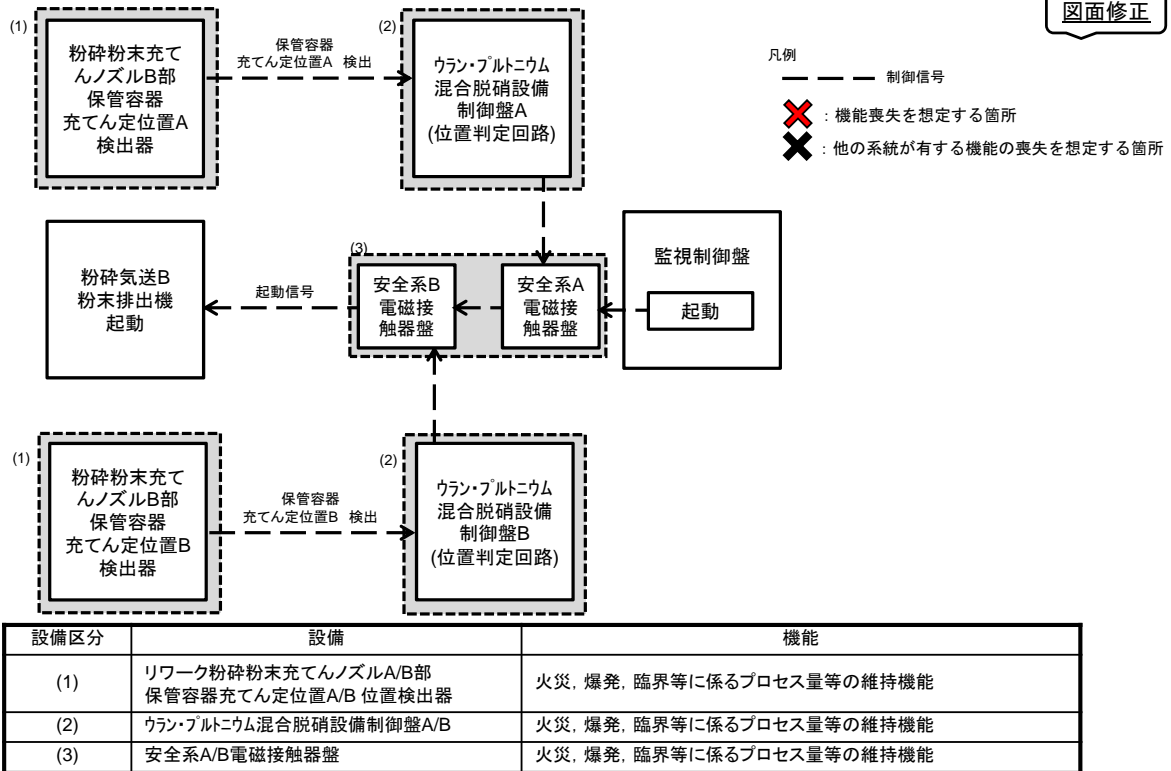 図面修正
(1)
粉砕粉末充て
んノズルB部
保管容器
充てん定位置A
検出器
保管容器
充てん定位置A 検出
(2)
ウラン・プルトニウム
混合脱硝設備
制御盤A
(位置判定回路)
凡例
制御信号
：機能喪失を想定する箇所
：他の系統が有する機能の喪失を想定する箇所
粉砕気送B
粉末排出機
起動
起動信号
(3)
安全系B
電磁接
触器盤
安全系A
電磁接
触器盤
監視制御盤
起動
(1)
粉砕粉末充て
んノズルB部
保管容器
充てん定位置B
検出器
保管容器
充てん定位置B 検出
(2)
ウラン・プルトニウム
混合脱硝設備
制御盤B
(位置判定回路)
設備区分 設備 機能
(1) リワーク粉砕粉末充てんノズルA/B部
保管容器充てん定位置A/B 位置検出器 火災，爆発，臨界等に係るプロセス量等の維持機能
(2) ウラン・プルトニウム混合脱硝設備制御盤A/B 火災，爆発，臨界等に係るプロセス量等の維持機能
(3) 安全系A/B電磁接触器盤 火災，爆発，臨界等に係るプロセス量等の維持機能